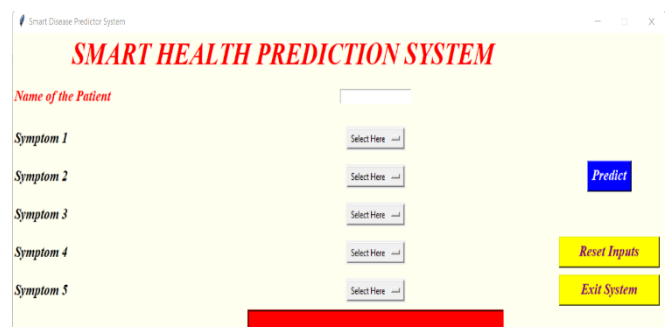 Smart Disease Predictor System
SMART HEALTH PREDICTION SYSTEM
Name of the Patient
Symptom 1 Select Here
Symptom 2 Select Here Predict
Symptom 3 Select Here
Symptom 4 Select Here Reset Inputs
Symptom 5 Select Here Exit System